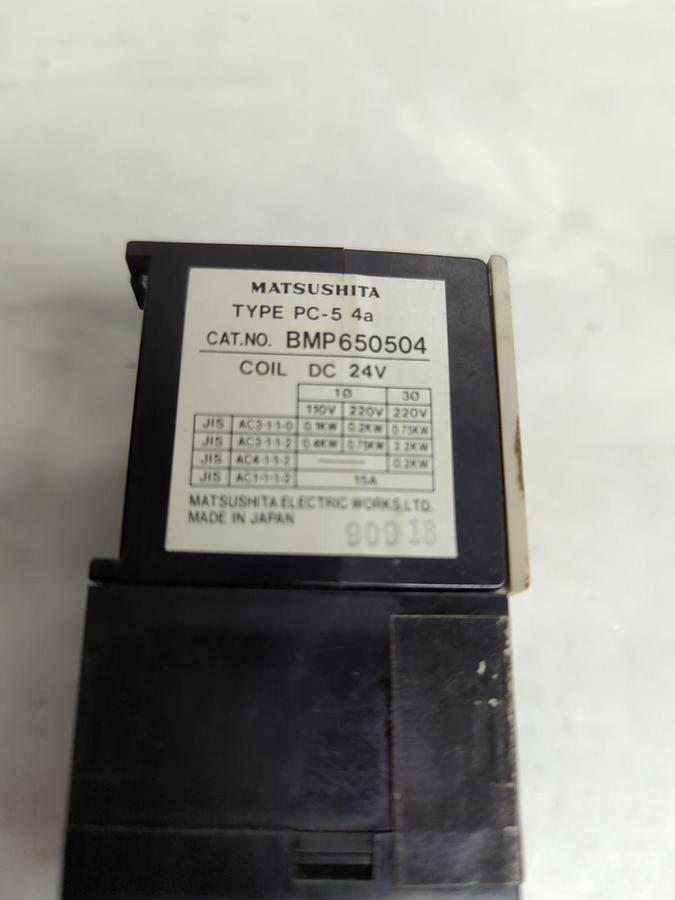 MATSUSHITA
TYPE PC-5 4a
CAT.NO. BMP650504
COIL DC 24V
1Ø 3Ø
110V 220V 220V
JIS AC3-1-1-0 0.1KW 0.2KW 0.75KW
JIS AC3-1-1-2 0.4KW 0.75KW 2.2KW
JIS AC4-1-1-2 0.2KW
JIS AC1-1-1-2 15A
MATSUSHITA ELECTRIC WORKS,LTD.
MADE IN JAPAN
909 13